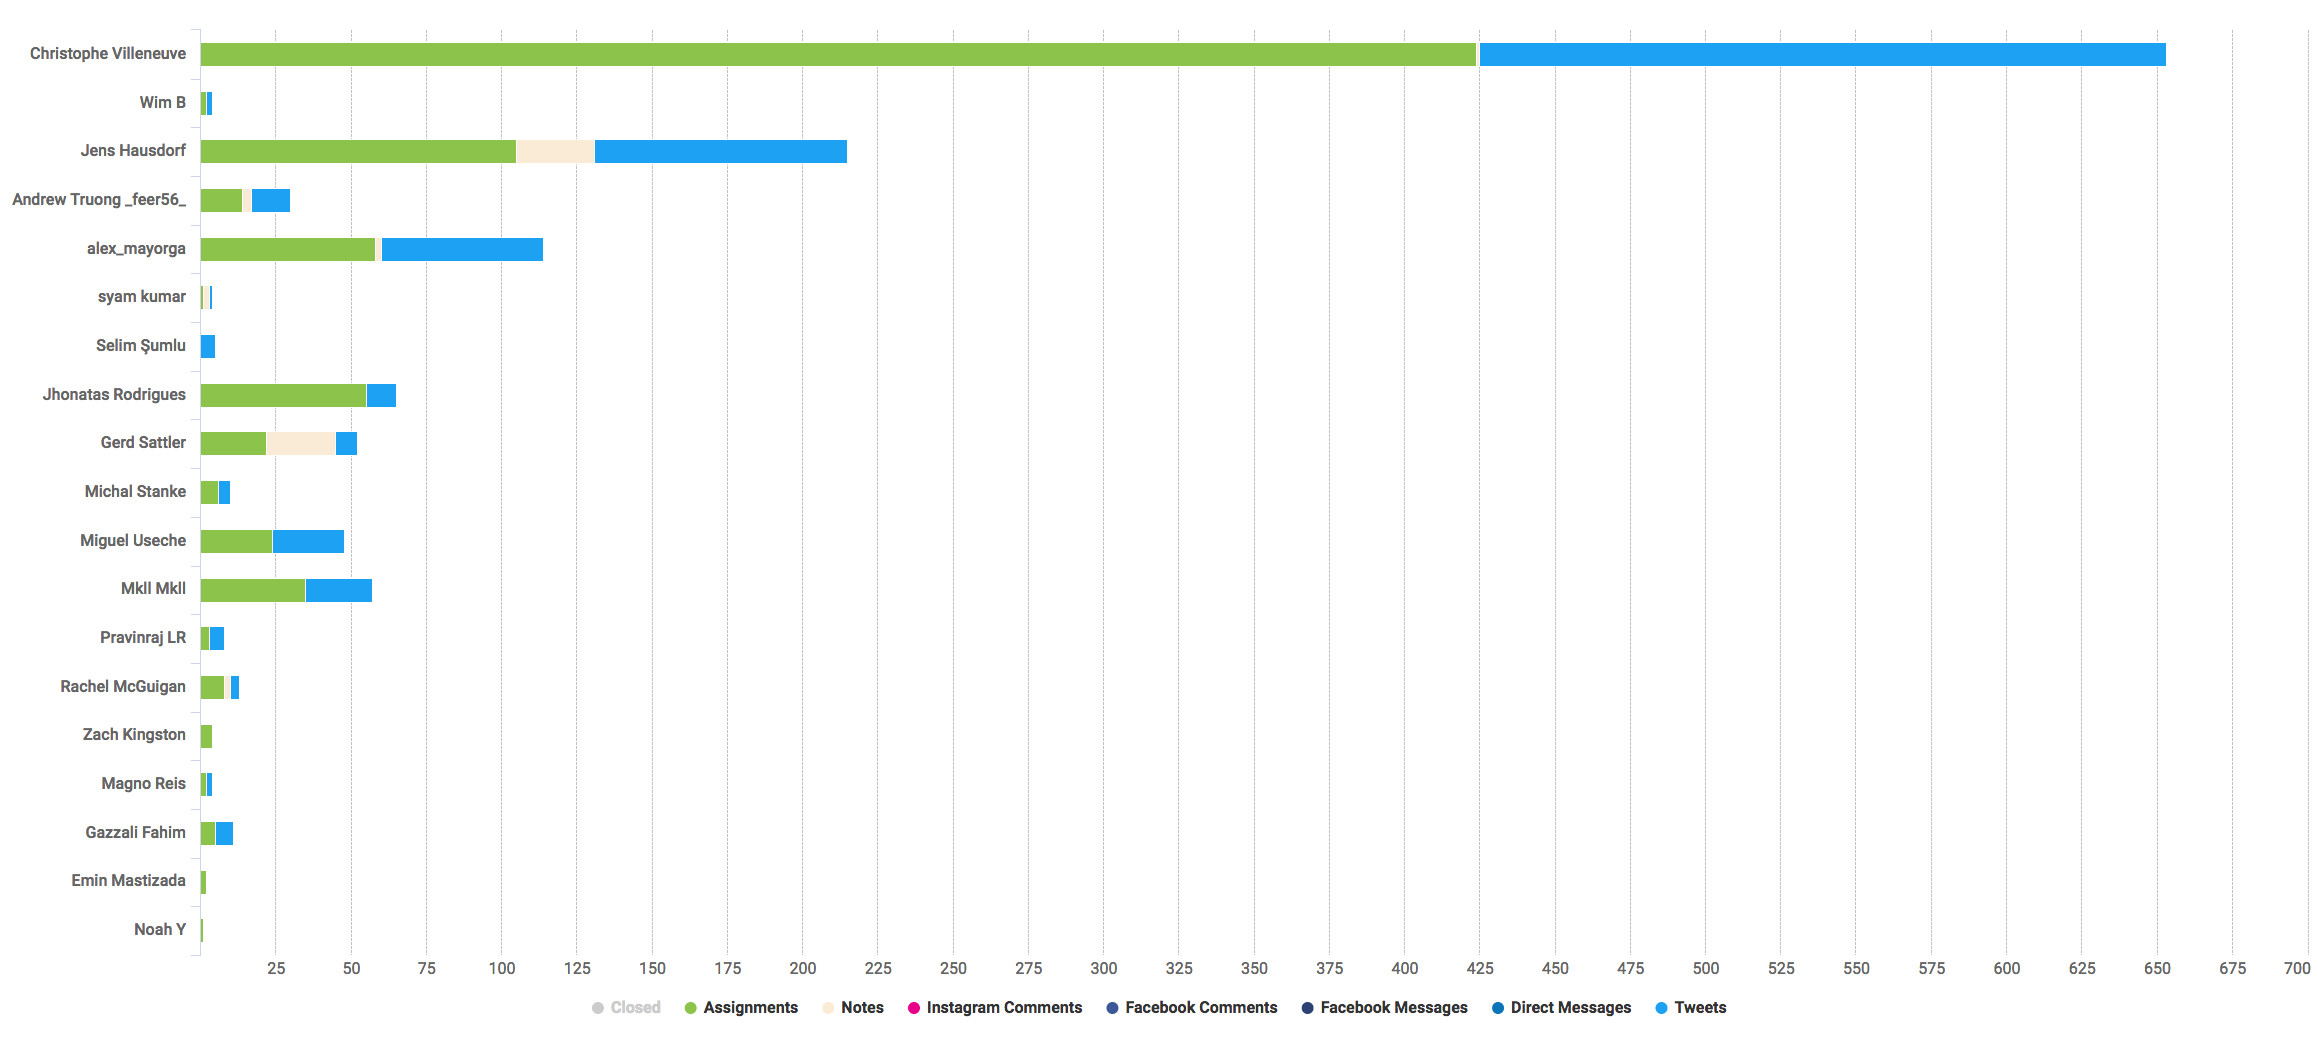 Christophe Villeneuve
Wim B
Jens Hausdorf
Andrew Truong _feer56_
alex_mayorga
syam kumar
Selim Şumlu
Jhonatas Rodrigues
Gerd Sattler
Michal Stanke
Miguel Useche
Mkll Mkll
Pravinraj LR
Rachel McGuigan
Zach Kingston
Magno Reis
Gazzali Fahim
Emin Mastizada
Noah Y
25 50 75 100 125 150 175 200 225 250 275 300 325 350 375 400 425 450 475 500 525 550 575 600 625 650 675 700
Closed Assignments Notes Instagram Comments Facebook Comments Facebook Messages Direct Messages Tweets